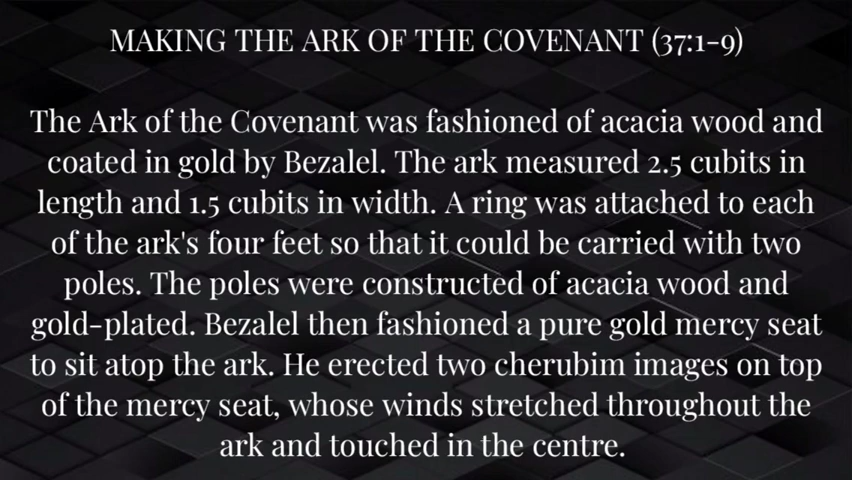 MAKING THE ARK OF THE COVENANT (37:1-9)
The Ark of the Covenant was fashioned of acacia wood and
coated in gold by Bezalel. The ark measured 2.5 cubits in
length and 1.5 cubits in width. A ring was attached to each
of the ark's four feet so that it could be carried with two
poles. The poles were constructed of acacia wood and
gold-plated. Bezalel then fashioned a pure gold mercy seat
to sit atop the ark. He erected two cherubim images on top
of the mercy seat, whose winds stretched throughout the
ark and touched in the centre.